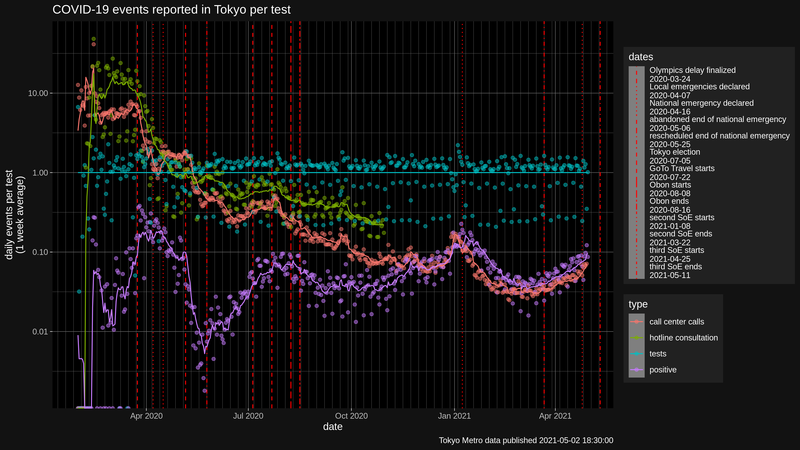 COVID-19 events reported in Tokyo per test
daily events per test
(1 week average)
10.00
1.00
0.10
0.01
Apr 2020
Jul 2020
Oct 2020
Jan 2021
Apr 2021
date
Tokyo Metro data published 2021-05-02 18:30:00
dates
Olympics delay finalized
2020-03-24
Local emergencies declared
2020-04-07
National emergency declared
2020-04-16
abandoned end of national emergency
2020-05-06
rescheduled end of national emergency
2020-05-25
Tokyo election
2020-07-05
GoTo Travel starts
2020-07-22
Obon starts
2020-08-08
Obon ends
2020-08-16
second SoE starts
2021-01-08
second SoE ends
2021-03-22
third SoE starts
2021-04-25
third SoE ends
2021-05-11
type
call center calls
hotline consultation
tests
positive